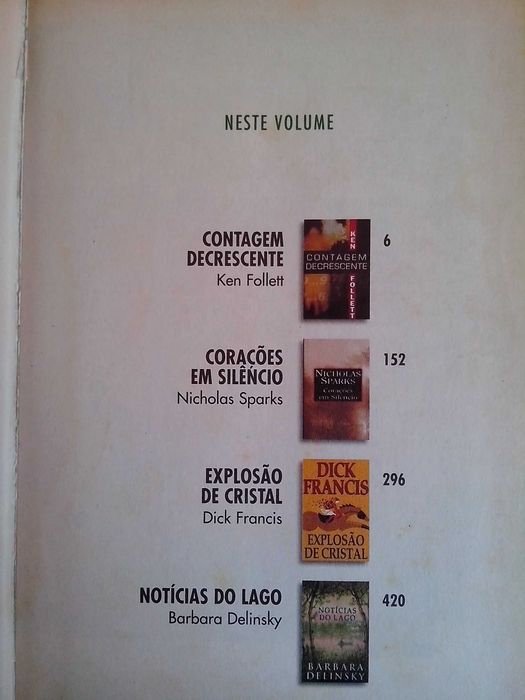 NESTE VOLUME
CONTAGEM
DECRESCENTE
Ken Follett
KEN
FOLLETT
CONTAGEM
DECRESCENTE
6
CORAÇÕES
EM SILÊNCIO
Nicholas Sparks
NICHOLAS
SPARKS
Corações
em Silêncio
152
EXPLOSÃO
DE CRISTAL
Dick Francis
DICK
FRANCIS
EXPLOSÃO
DE CRISTAL
296
NOTÍCIAS DO LAGO
Barbara Delinsky
NOTÍCIAS
DO LAGO
BARBARA
DELINSKY
420